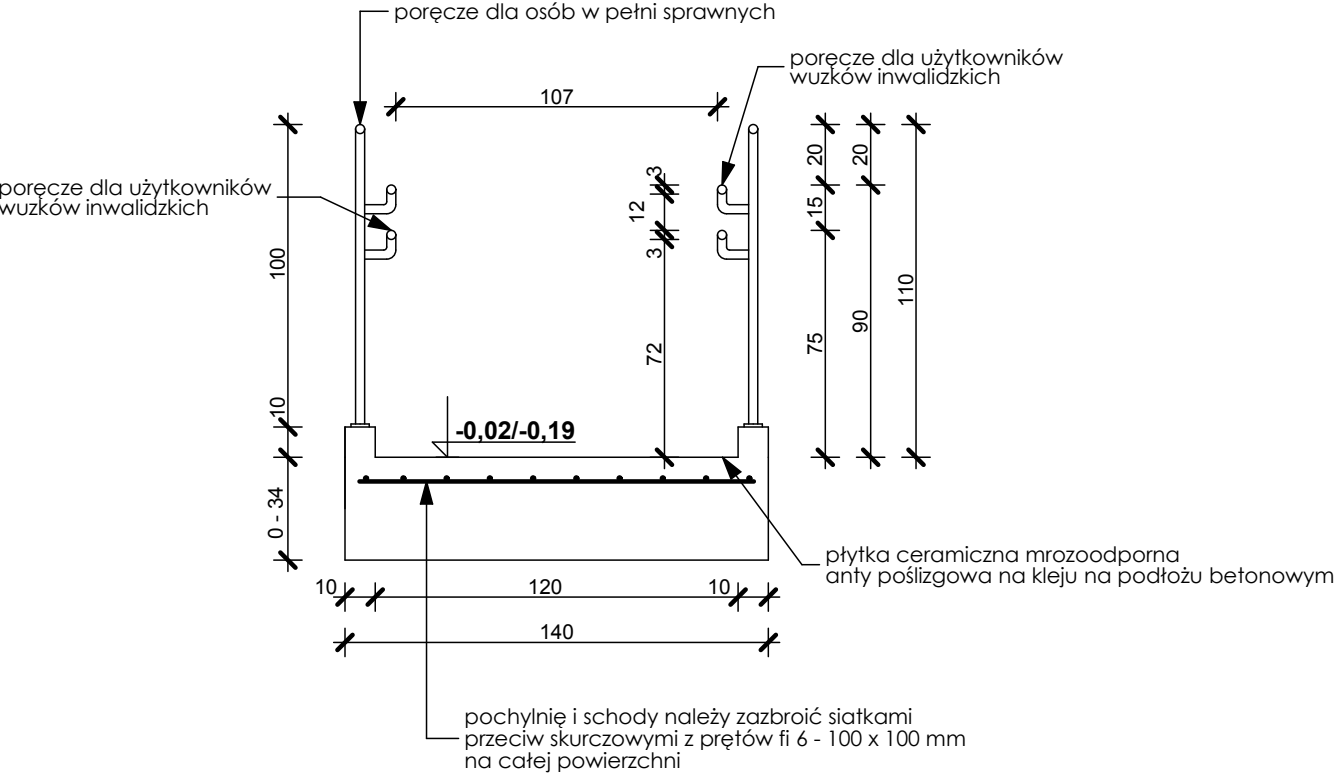 poręcze dla osób w pełni sprawnych
poręcze dla użytkowników
wuzków inwalidzkich
107
poręcze dla użytkowników
wuzków inwalidzkich
100
10
0 - 34
3
12
3
72
20
15
75
20
90
110
-0,02/-0,19
płytka ceramiczna mrozoodporna
anty poślizgowa na kleju na podłożu betonowym
10
120
10
140
pochylnię i schody należy zazbroić siatkami
przeciw skurczowymi z prętów fi 6 - 100 x 100 mm
na całej powierzchni